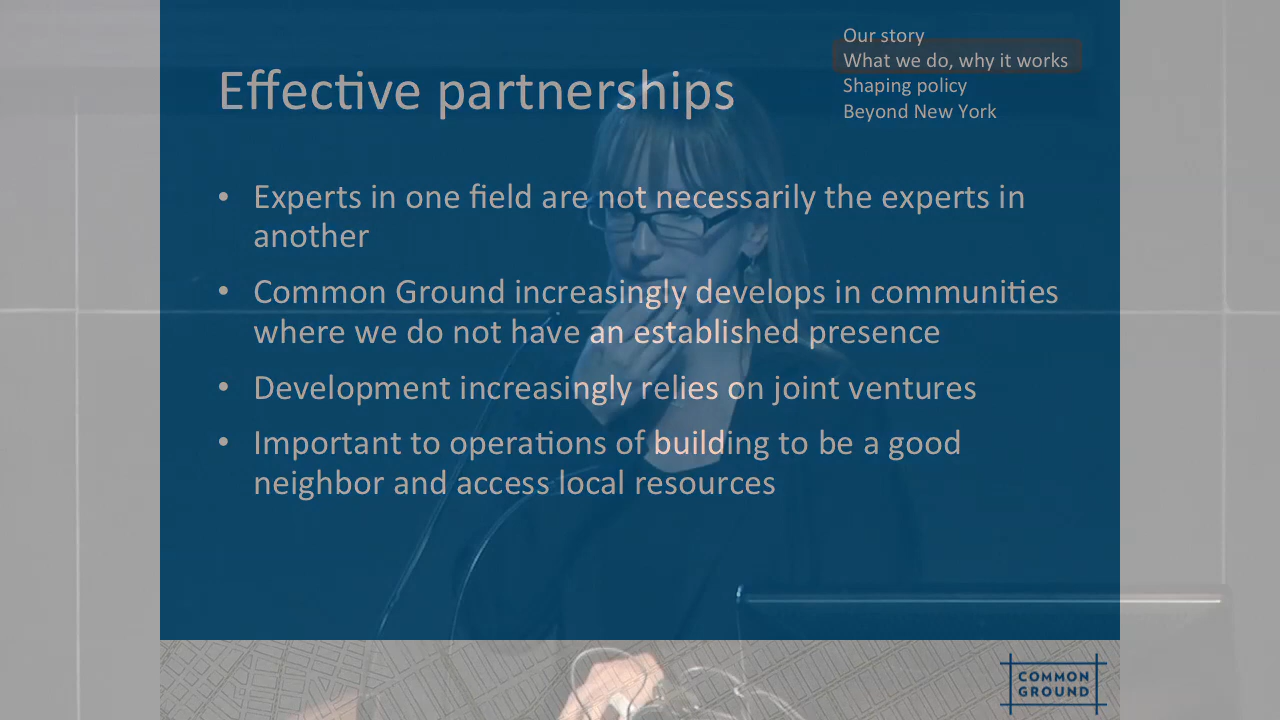 Our story
What we do, why it works
Shaping policy
Beyond New York
Effective partnerships
• Experts in one field are not necessarily the experts in
another
• Common Ground increasingly develops in communities
where we do not have an established presence
• Development increasingly relies on joint ventures
• Important to operations of building to be a good
neighbor and access local resources
COMMON
GROUND